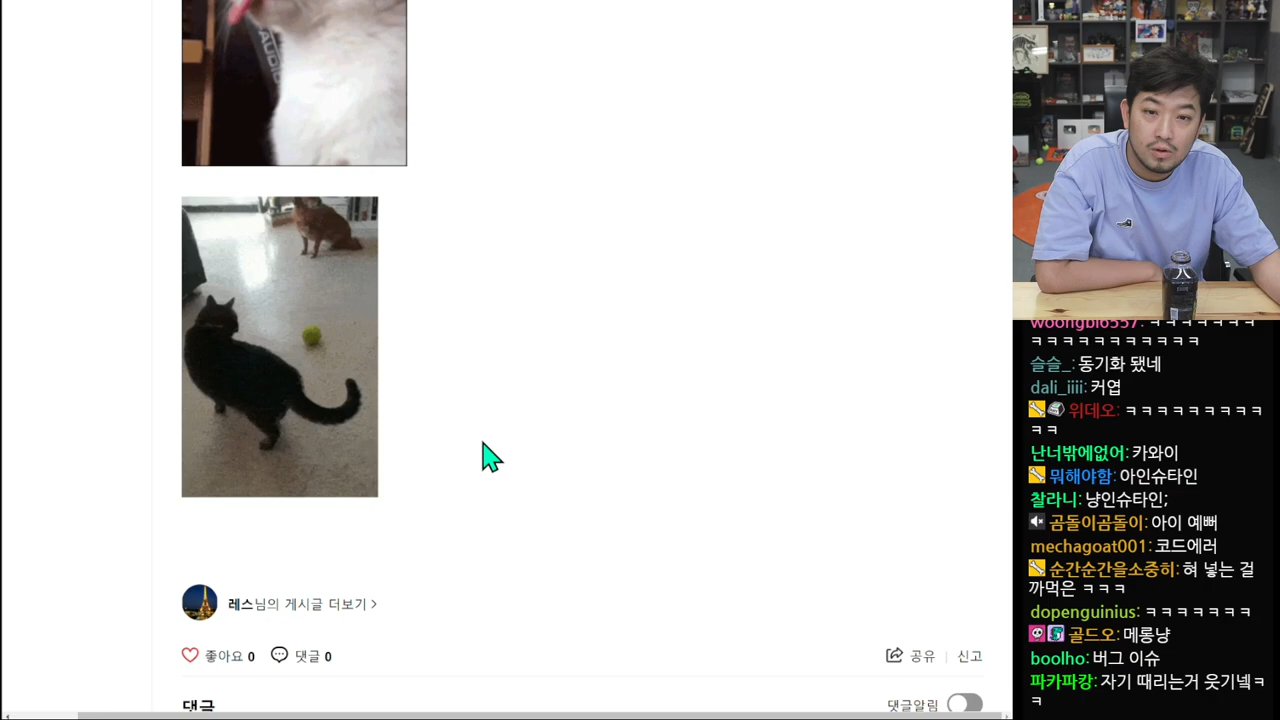 AUDIO
레스님의 게시글 더보기 >
좋아요 0 댓글 0
공유 | 신고
댓글
댓글알림
woongbi6557: ㅋㅋㅋㅋㅋㅋㅋ
ㅋㅋㅋㅋㅋㅋㅋㅋㅋㅋㅋ
슬슬_: 동기화 됐네
dali_iiii: 커엽
위데오: ㅋㅋㅋㅋㅋㅋㅋㅋㅋ
ㅋㅋ
난너밖에없어: 카와이
뭐해야함: 아인슈타인
찰라니: 냥인슈타인;
곰돌이곰돌이: 아이 예뻐
mechagoat001: 코드에러
순간순간을소중히: 혀 넣는 걸
까먹은 ㅋㅋㅋ
dopenguinius: ㅋㅋㅋㅋㅋㅋㅋ
골드오: 메롱냥
boolho: 버그 이슈
파카파캉: 자기 때리는거 웃기넼ㅋ
ㅋ